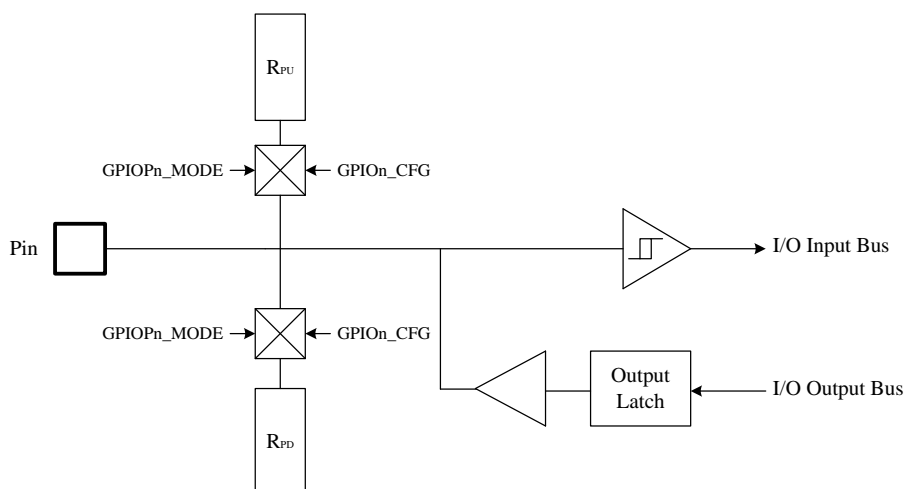 RPU
GPIOPn_MODE
GPIOn_CFG
Pin
I/O Input Bus
GPIOPn_MODE
GPIOn_CFG
Output
Latch
I/O Output Bus
RPD